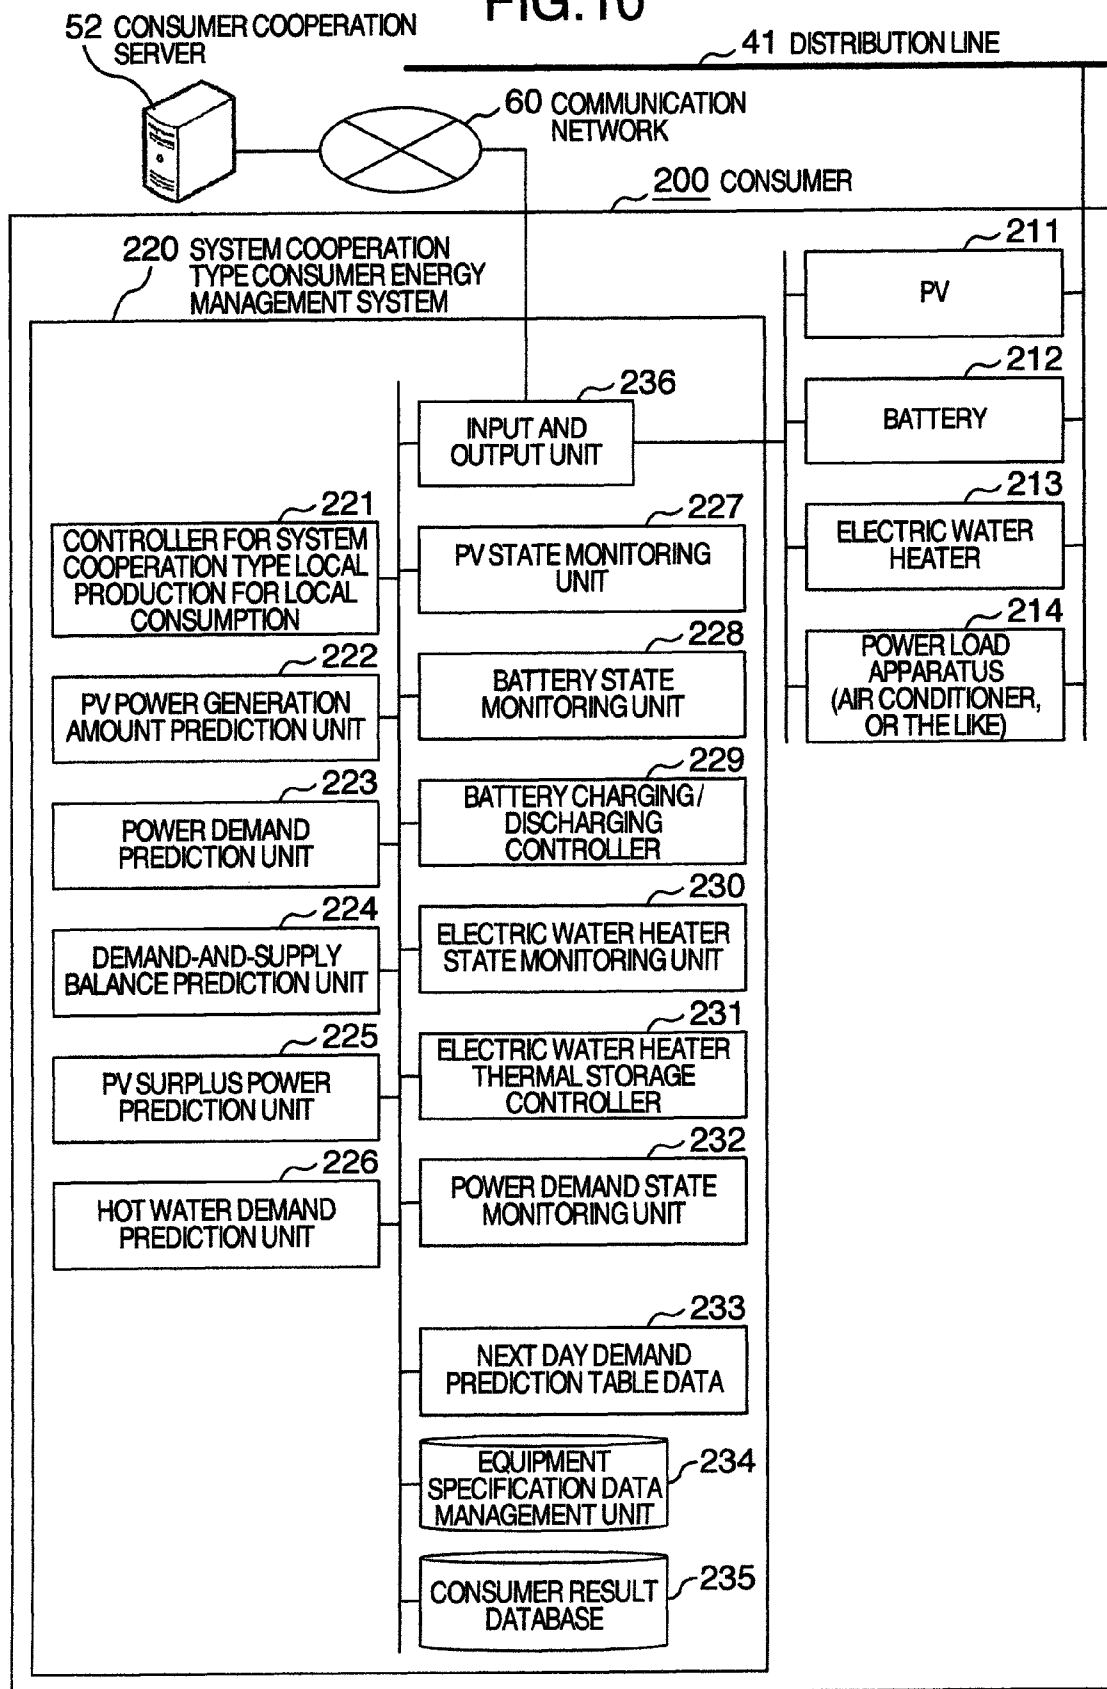 FIG.10
52 CONSUMER COOPERATION
SERVER
41 DISTRIBUTION LINE
60 COMMUNICATION
NETWORK
200 CONSUMER
220 SYSTEM COOPERATION
TYPE CONSUMER ENERGY
MANAGEMENT SYSTEM
211
PV
212
BATTERY
213
ELECTRIC WATER
HEATER
214
POWER LOAD
APPARATUS
(AIR CONDITIONER,
OR THE LIKE)
236
INPUT AND
OUTPUT UNIT
221
CONTROLLER FOR SYSTEM
COOPERATION TYPE LOCAL
PRODUCTION FOR LOCAL
CONSUMPTION
227
PV STATE MONITORING
UNIT
222
PV POWER GENERATION
AMOUNT PREDICTION UNIT
228
BATTERY STATE
MONITORING UNIT
223
POWER DEMAND
PREDICTION UNIT
229
BATTERY CHARGING/
DISCHARGING
CONTROLLER
224
DEMAND-AND-SUPPLY
BALANCE PREDICTION UNIT
230
ELECTRIC WATER HEATER
STATE MONITORING UNIT
225
PV SURPLUS POWER
PREDICTION UNIT
231
ELECTRIC WATER HEATER
THERMAL STORAGE
CONTROLLER
226
HOT WATER DEMAND
PREDICTION UNIT
232
POWER DEMAND STATE
MONITORING UNIT
233
NEXT DAY DEMAND
PREDICTION TABLE DATA
234
EQUIPMENT
SPECIFICATION DATA
MANAGEMENT UNIT
235
CONSUMER RESULT
DATABASE